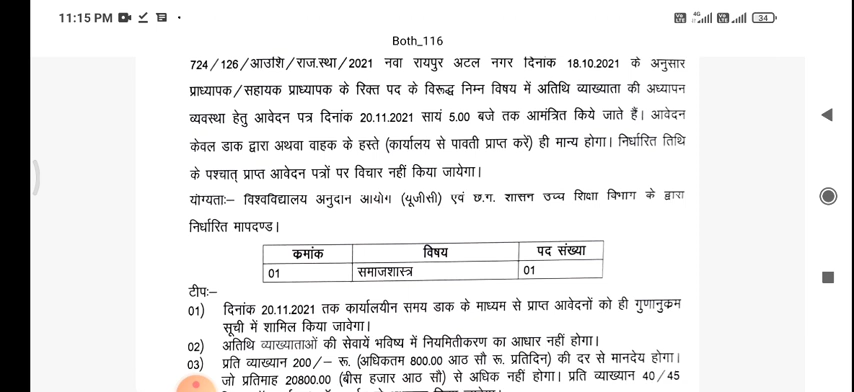 11:15 PM
4G
34
Both_116
724/126/आउशि/राज.स्था/2021 नवा रायपुर अटल नगर दिनांक 18.10.2021 के अनुसार
प्राध्यापक/सहायक प्राध्यापक के रिक्त पद के विरूद्ध निम्न विषय में अतिथि व्याख्याता की अध्यापन
व्यवस्था हेतु आवेदन पत्र दिनांक 20.11.2021 सायं 5.00 बजे तक आमंत्रित किये जाते हैं। आवेदन
केवल डाक द्वारा अथवा वाहक के हस्ते (कार्यालय से पावती प्राप्त करें) ही मान्य होगा। निर्धारित तिथि
के पश्चात् प्राप्त आवेदन पत्रों पर विचार नहीं किया जायेगा।
योग्यताः– विश्वविद्यालय अनुदान आयोग (यूजीसी) एवं छ.ग. शासन उच्च शिक्षा विभाग के द्वारा
निर्धारित मापदण्ड।
क्रमांक विषय पद संख्या
01 समाजशास्त्र 01
टीपः–
01) दिनांक 20.11.2021 तक कार्यालयीन समय डाक के माध्यम से प्राप्त आवेदनों को ही गुणानुक्रम
सूची में शामिल किया जावेगा।
02) अतिथि व्याख्याताओं की सेवायें भविष्य में नियमितीकरण का आधार नहीं होगा।
03) प्रति व्याख्यान 200/– रू. (अधिकतम 800.00 आठ सौ रू. प्रतिदिन) की दर से मानदेय होगा।
जो प्रतिमाह 20800.00 (बीस हजार आठ सौ) से अधिक नहीं होगा। प्रति व्याख्यान 40/45